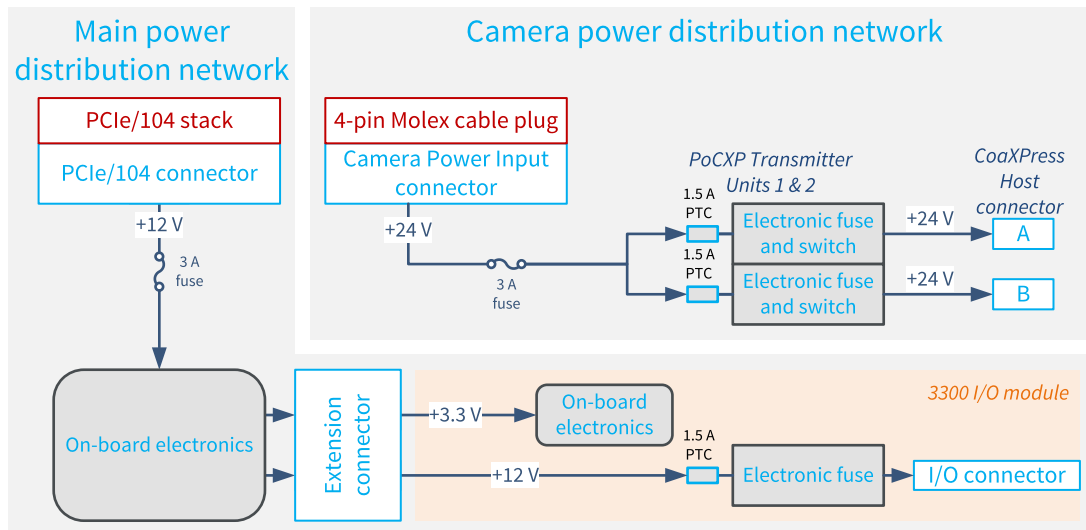 Main power
distribution network
PCIe/104 stack
PCIe/104 connector
+12 V
3 A
fuse
Camera power distribution network
4-pin Molex cable plug
Camera Power Input
connector
+24 V
3 A
fuse
PoCXP Transmitter
Units 1 & 2
1.5 A
PTC
Electronic fuse
and switch
+24 V
1.5 A
PTC
Electronic fuse
and switch
+24 V
CoaXPress
Host
connector
A
B
On-board electronics
Extension
connector
3300 I/O module
+3.3 V
On-board
electronics
+12 V
1.5 A
PTC
Electronic fuse
I/O connector